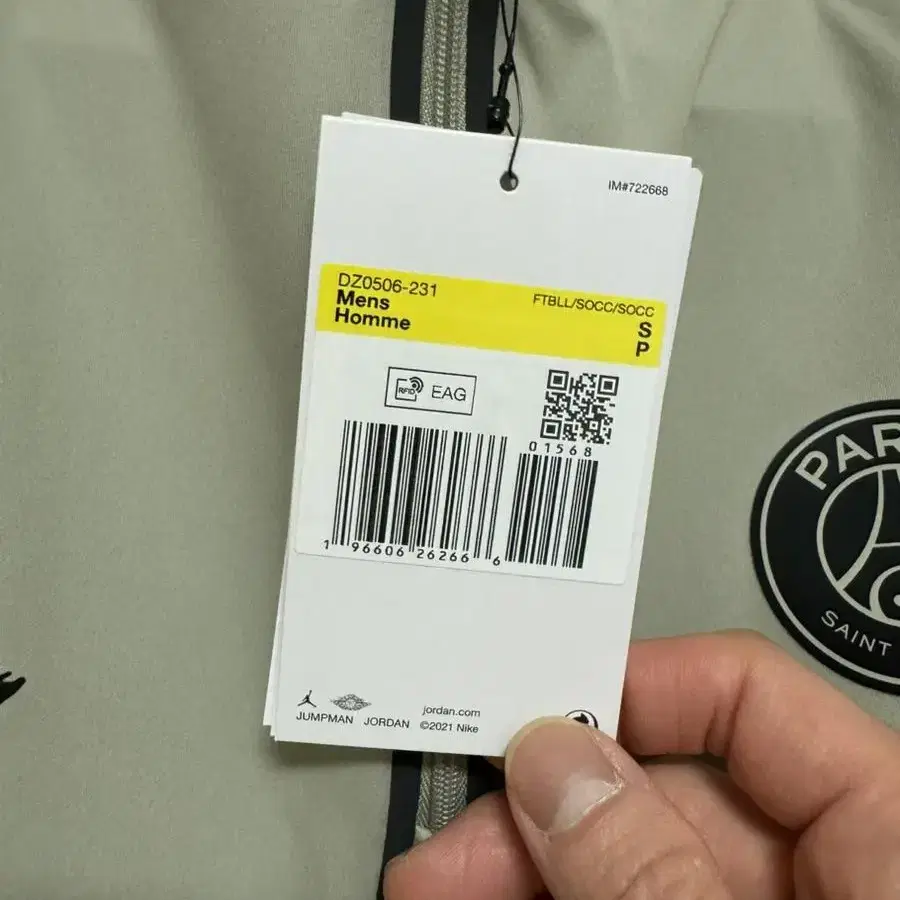 IM#722668
DZ0506-231
Mens
Homme
FTBLL/SOCC/SOCC
S
P
RFID EAG
01568
1 96606 26266 6
jordan.com
JUMPMAN JORDAN ©2021 Nike
SAINT